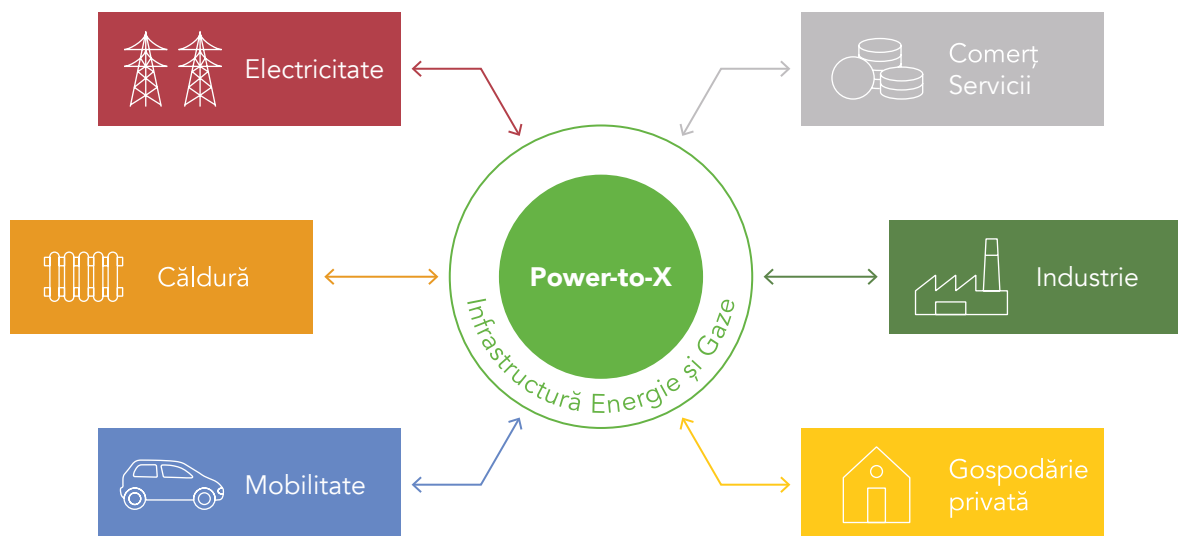 Electricitate
Comerț
Servicii
Căldură
Power-to-X
Industrie
Infrastructură Energie și Gaze
Mobilitate
Gospodărie
privată